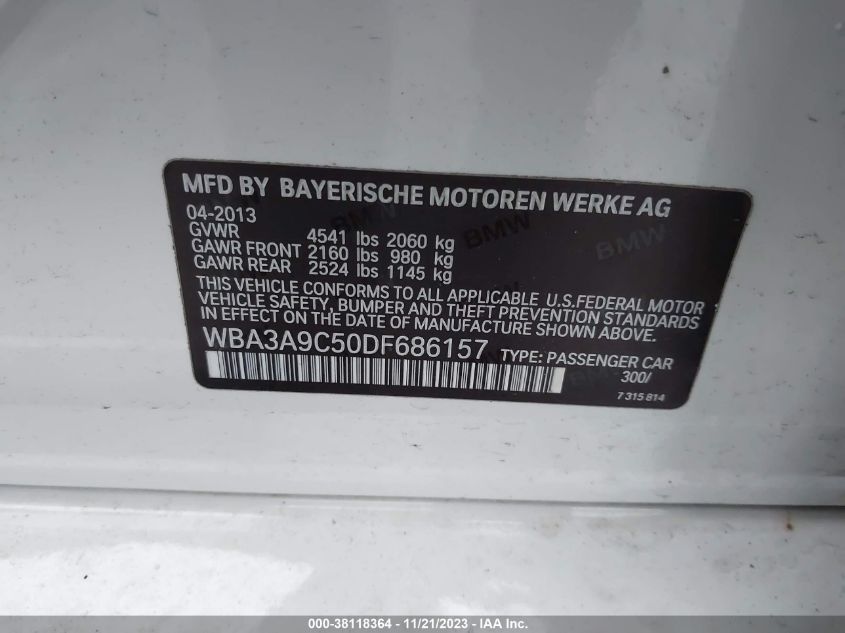 MFD BY BAYERISCHE MOTOREN WERKE AG
04-2013
GVWR 4541 lbs 2060 kg
GAWR FRONT 2160 lbs 980 kg
GAWR REAR 2524 lbs 1145 kg
THIS VEHICLE CONFORMS TO ALL APPLICABLE U.S.FEDERAL MOTOR
VEHICLE SAFETY, BUMPER AND THEFT PREVENTION STANDARDS
IN EFFECT ON THE DATE OF MANUFACTURE SHOWN ABOVE.
WBA3A9C50DF686157 TYPE: PASSENGER CAR
300/
7 315 814
BMW
BMW
000-38118364 - 11/21/2023 - IAA Inc.